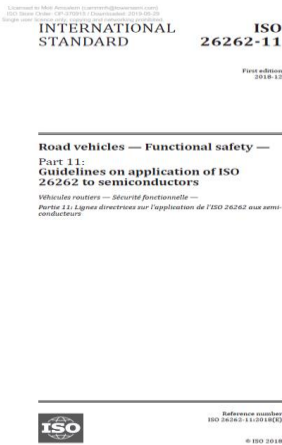 INTERNATIONAL
STANDARD
ISO
26262-11
First edition
2018-12
Road vehicles — Functional safety —
Part 11:
Guidelines on application of ISO
26262 to semiconductors
Véhicules routiers — Sécurité fonctionnelle —
Partie 11: Lignes directrices sur l'application de l'ISO 26262 aux semi-
conducteurs
ISO
Reference number
ISO 26262-11:2018(E)
© ISO 2018